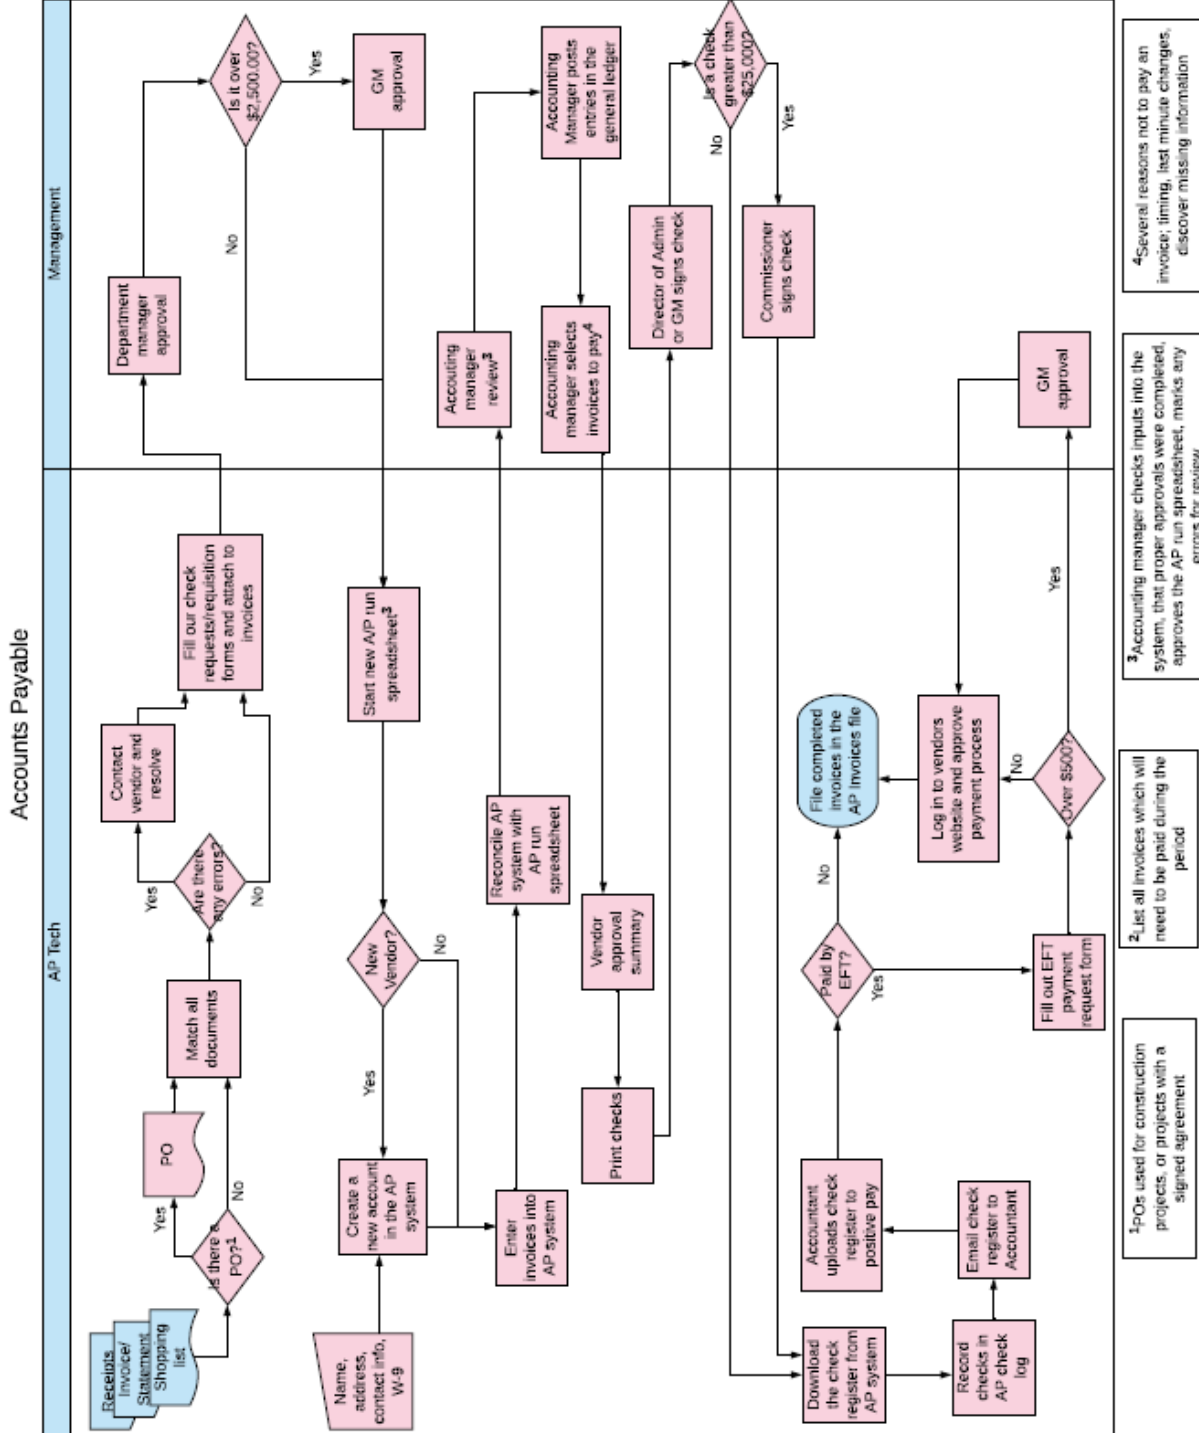 Accounts Payable
AP Tech
Management
Receipts
Invoice/
Statement
Shopping
list
Is there a
PO?1
Yes
No
PO
Match all
documents
Are there
any errors?
Yes
No
Contact
vendor and
resolve
Fill our check
requests/requisition
forms and attach to
invoices
Department
manager
approval
Is it over
$2,500.00?
No
Yes
GM
approval
Start new A/P run
spreadsheet3
New
Vendor?
Yes
No
Name,
address,
contact info,
W-9
Create a
new account
in the AP
system
Enter
invoices into
AP system
Reconcile AP
system with
AP run
spreadsheet
Accouting
manager
review3
Accounting
Manager posts
entries in the
general ledger
Accounting
manager selects
invoices to pay4
Vendor
approval
summary
Print checks
Director of Admin
or GM signs check
Is a check
greater than
$25,000?
No
Yes
Commissioner
signs check
Download
the check
register from
AP system
Record
checks in
AP check
log
Email check
register to
Accountant
Accountant
uploads check
register to
positive pay
Paid by
EFT?
No
Yes
File completed
invoices in the
AP Invoices file
Fill out EFT
payment
request form
Over $500?
No
Yes
Log in to vendors
website and approve
payment process
GM
approval
1POs used for construction
projects, or projects with a
signed agreement
2List all invoices which will
need to be paid during the
period
3Accounting manager checks inputs into the
system, that proper approvals were completed,
approves the AP run spreadsheet, marks any
errors for review
4Several reasons not to pay an
invoice; timing, last minute changes,
discover missing information